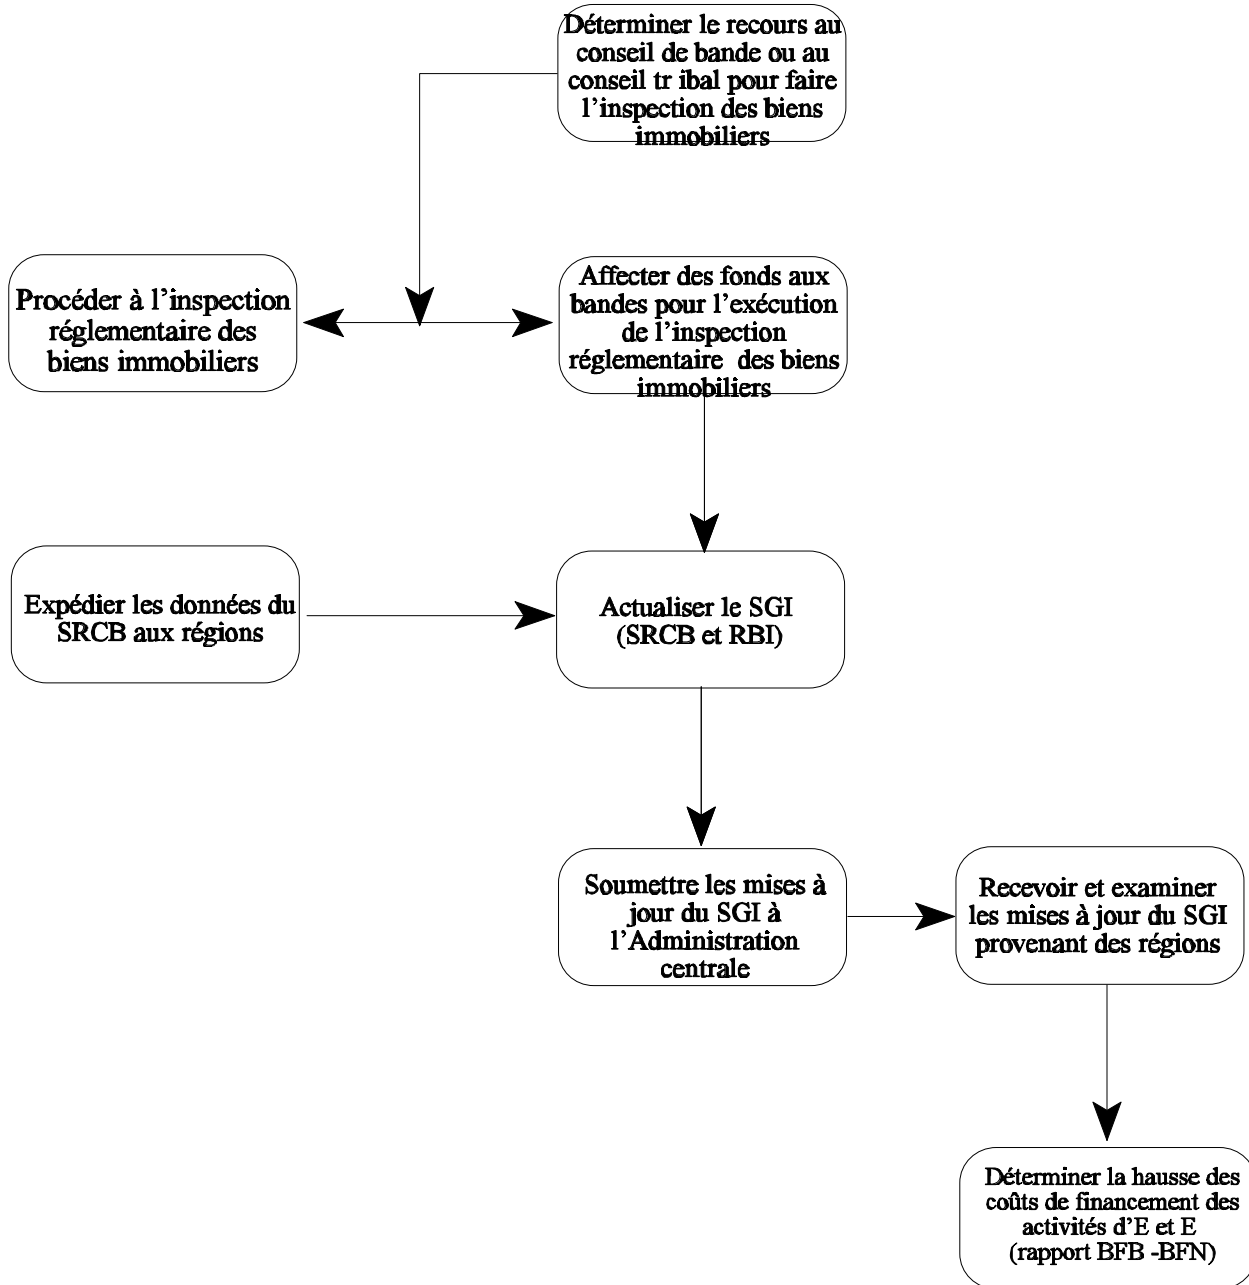 Déterminer le recours au
conseil de bande ou au
conseil tr ibal pour faire
l’inspection des biens
immobiliers
Procéder à l’inspection
réglementaire des
biens immobiliers
Affecter des fonds aux
bandes pour l’exécution
de l’inspection
réglementaire des biens
immobiliers
Expédier les données du
SRCB aux régions
Actualiser le SGI
(SRCB et RBI)
Soumettre les mises à
jour du SGI à
l’Administration
centrale
Recevoir et examiner
les mises à jour du SGI
provenant des régions
Déterminer la hausse des
coûts de financement des
activités d’E et E
(rapport BFB -BFN)